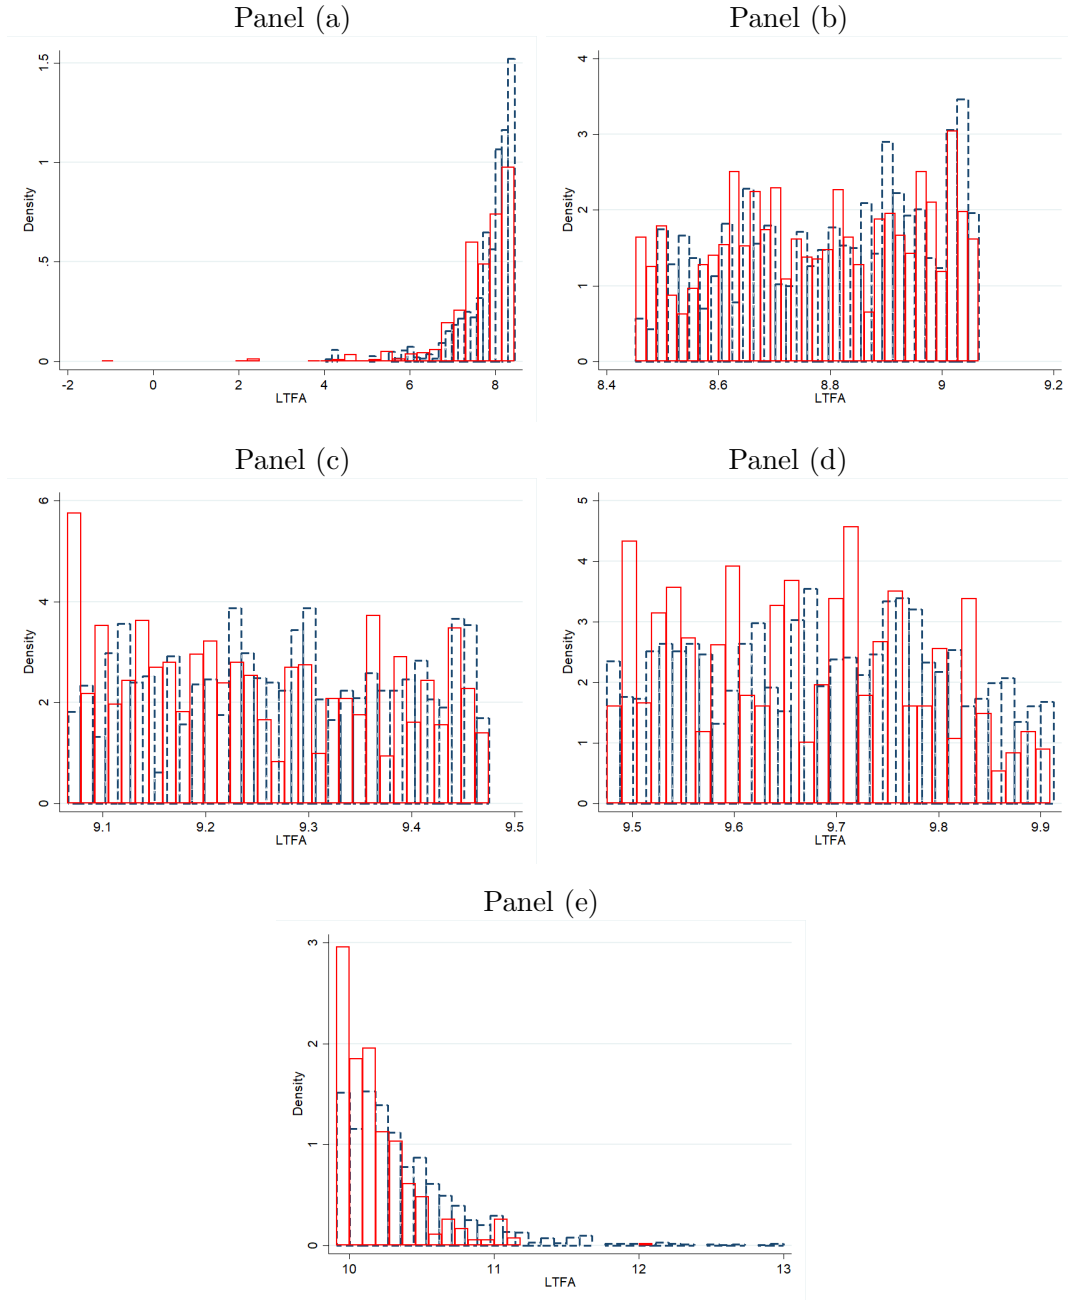 Panel (a)
Panel (b)
1.5
1
.5
0
Density
-2 0 2 4 6 8
LTFA
4
3
2
1
0
Density
8.4 8.6 8.8 9 9.2
LTFA
Panel (c)
Panel (d)
6
4
2
0
Density
9.1 9.2 9.3 9.4 9.5
LTFA
5
4
3
2
1
0
Density
9.5 9.6 9.7 9.8 9.9
LTFA
Panel (e)
3
2
1
0
Density
10 11 12 13
LTFA